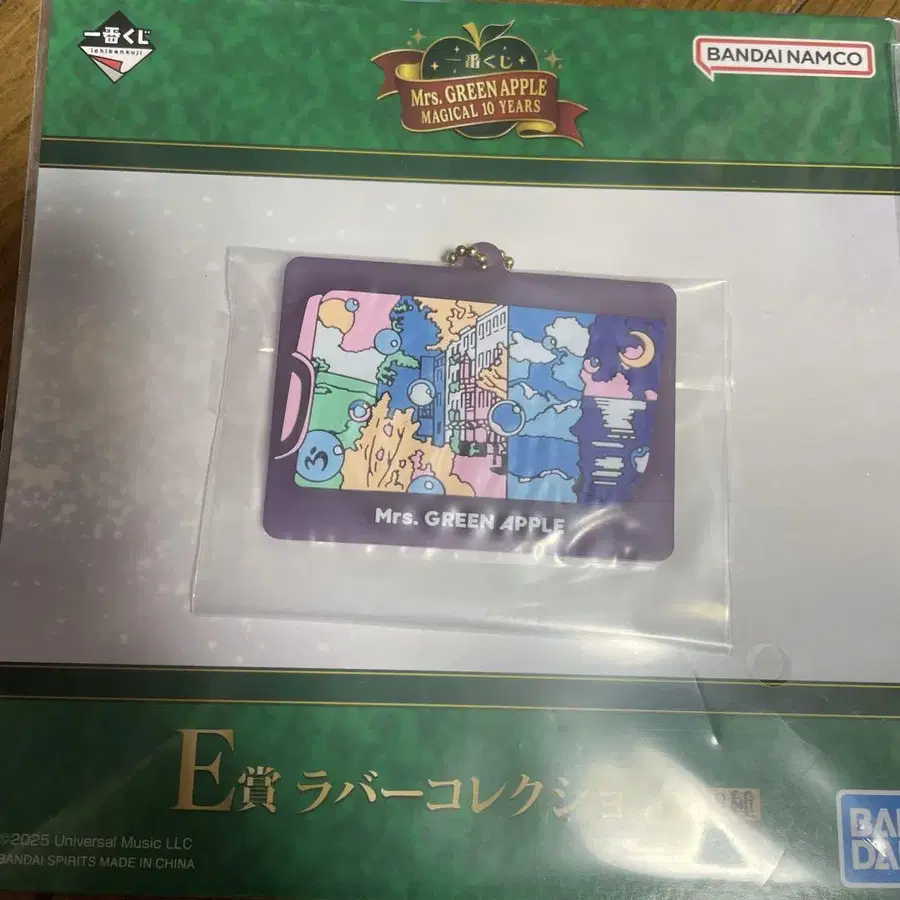 一番くじ
ichibankuji
一番くじ
Mrs. GREEN APPLE
MAGICAL 10 YEARS
BANDAI NAMCO
Mrs. GREEN APPLE
E賞 ラバーコレクション
©2025 Universal Music LLC
BANDAI SPIRITS MADE IN CHINA